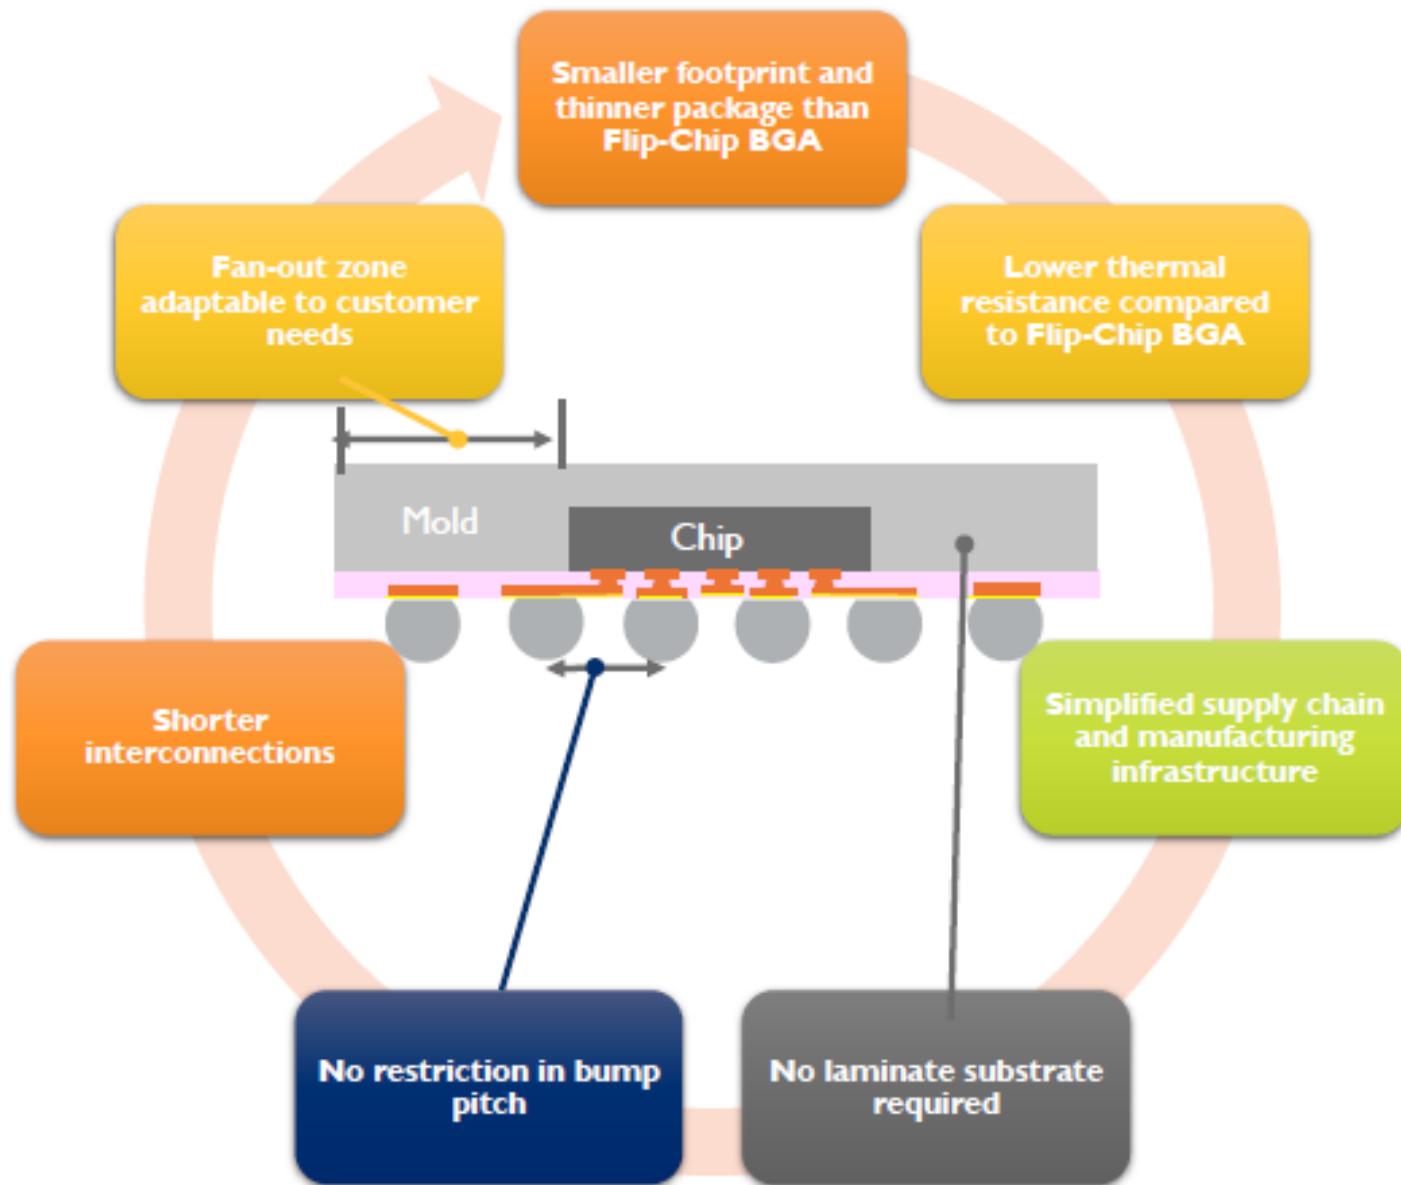 Smaller footprint and
thinner package than
Flip-Chip BGA
Fan-out zone
adaptable to customer
needs
Lower thermal
resistance compared
to Flip-Chip BGA
Mold
Chip
Shorter
interconnections
Simplified supply chain
and manufacturing
infrastructure
No restriction in bump
pitch
No laminate substrate
required